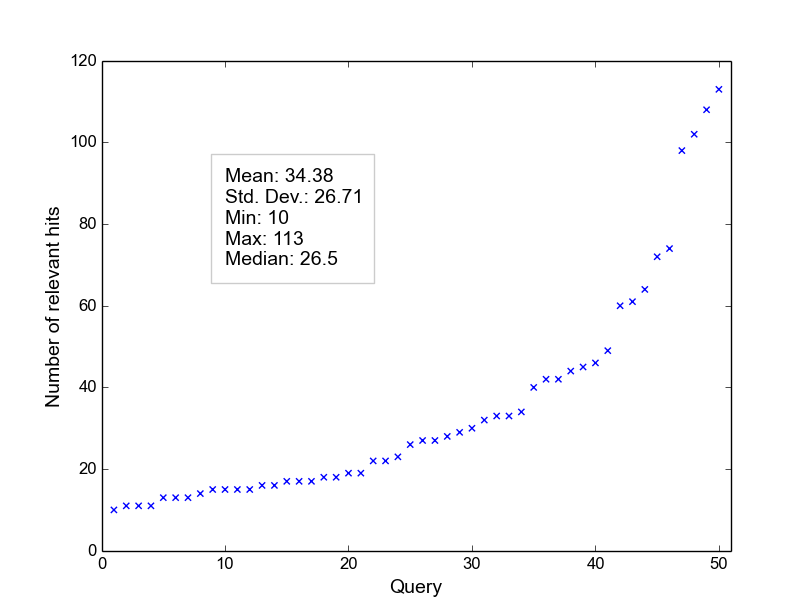 120
100
80
60
40
20
0
Number of relevant hits
Mean: 34.38
Std. Dev.: 26.71
Min: 10
Max: 113
Median: 26.5
0 10 20 30 40 50
Query